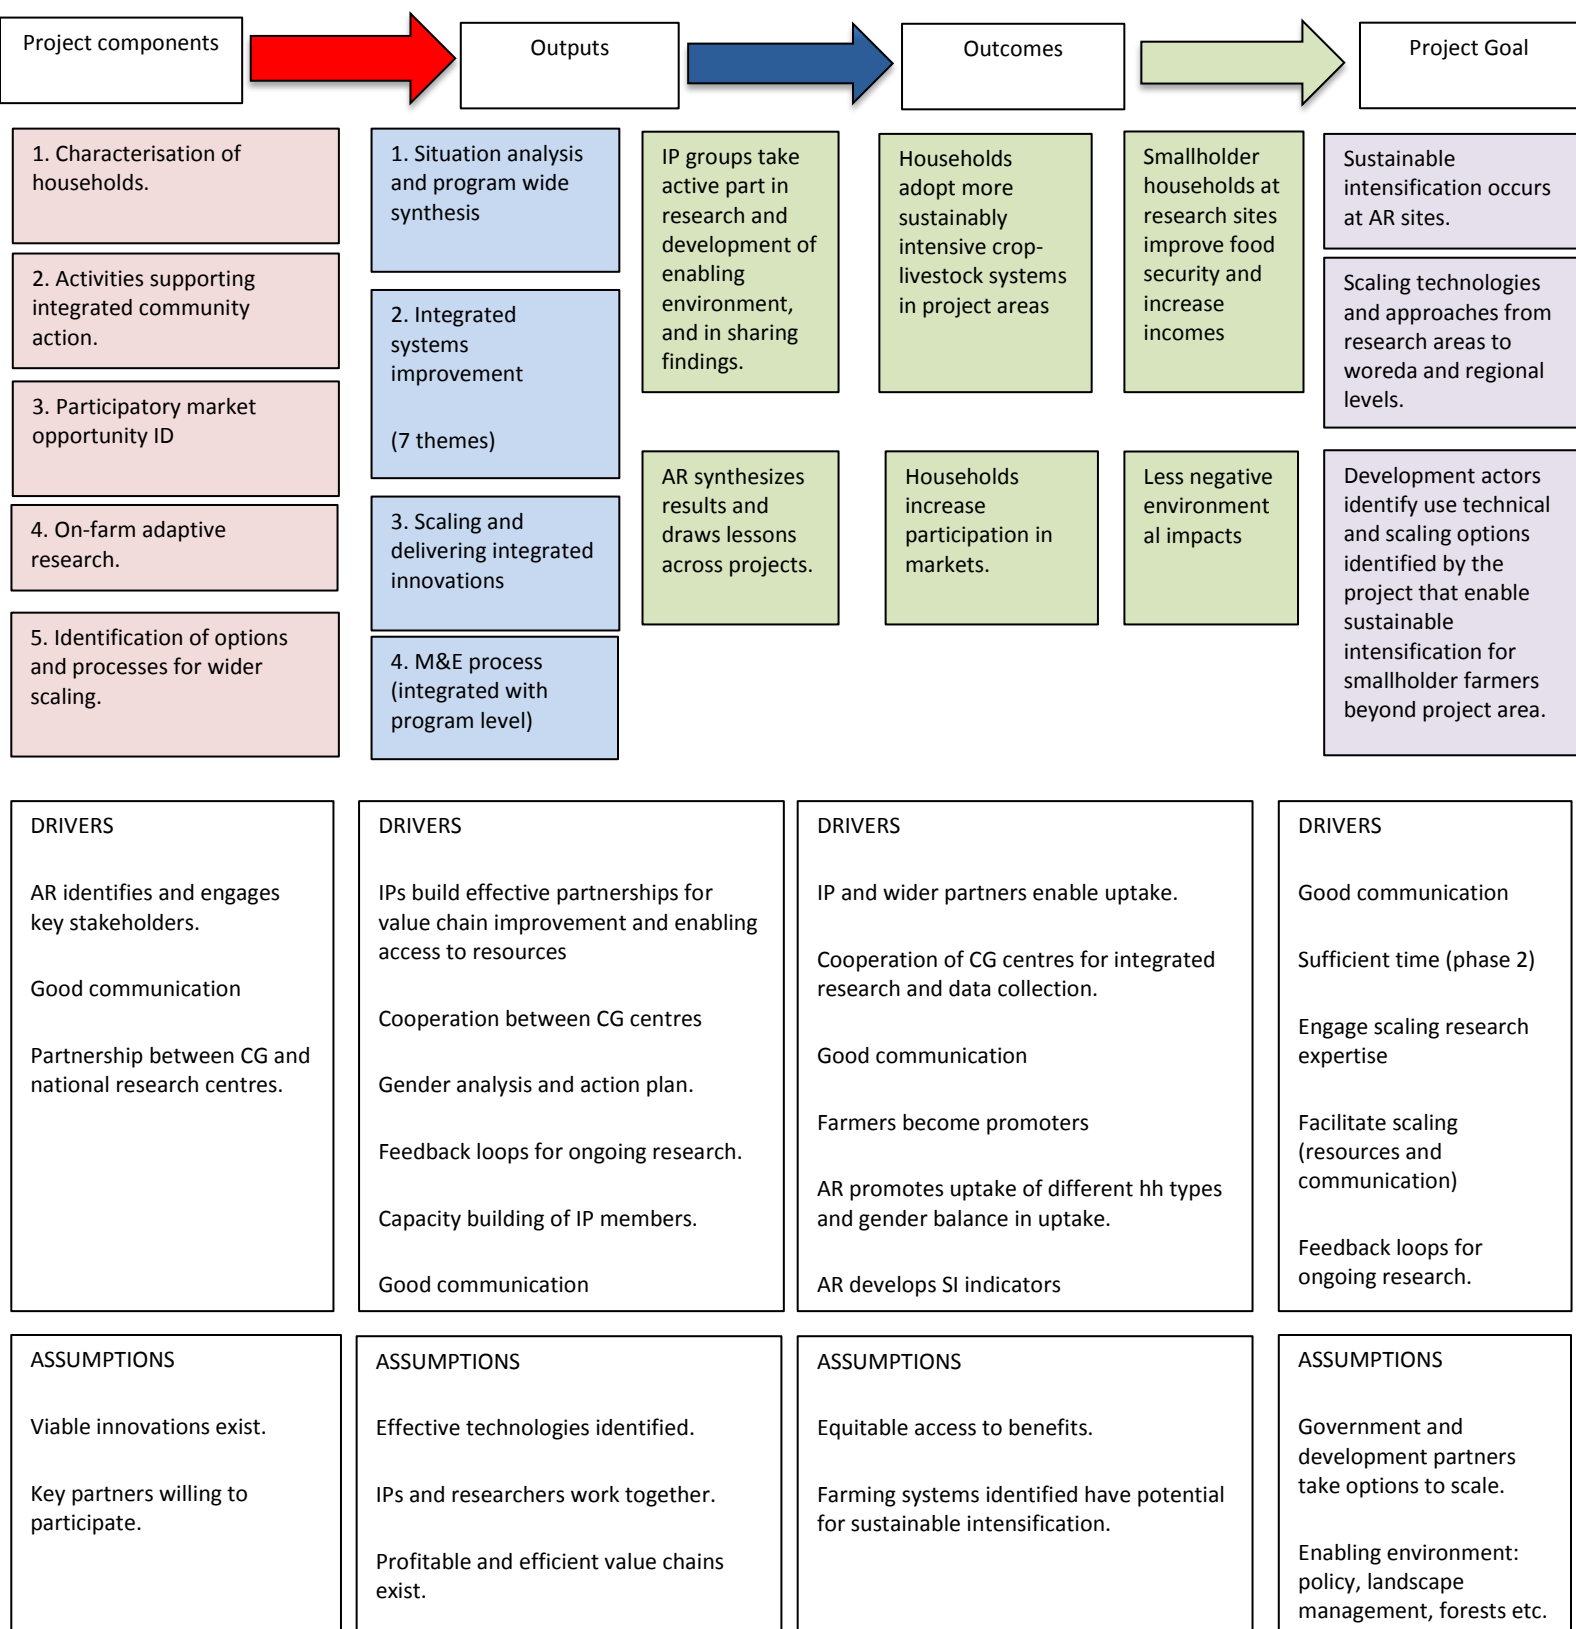 Project components
Outputs
Outcomes
Project Goal
1. Characterisation of
households.
2. Activities supporting
integrated community
action.
3. Participatory market
opportunity ID
4. On-farm adaptive
research.
5. Identification of options
and processes for wider
scaling.
1. Situation analysis
and program wide
synthesis
2. Integrated
systems
improvement
(7 themes)
3. Scaling and
delivering integrated
innovations
4. M&E process
(integrated with
program level)
IP groups take
active part in
research and
development of
enabling
environment,
and in sharing
findings.
AR synthesizes
results and
draws lessons
across projects.
Households
adopt more
sustainably
intensive crop-
livestock systems
in project areas
Households
increase
participation in
markets.
Smallholder
households at
research sites
improve food
security and
increase
incomes
Less negative
environment
al impacts
Sustainable
intensification occurs
at AR sites.
Scaling technologies
and approaches from
research areas to
woreda and regional
levels.
Development actors
identify use technical
and scaling options
identified by the
project that enable
sustainable
intensification for
smallholder farmers
beyond project area.
DRIVERS
AR identifies and engages
key stakeholders.
Good communication
Partnership between CG and
national research centres.
DRIVERS
IPs build effective partnerships for
value chain improvement and enabling
access to resources
Cooperation between CG centres
Gender analysis and action plan.
Feedback loops for ongoing research.
Capacity building of IP members.
Good communication
DRIVERS
IP and wider partners enable uptake.
Cooperation of CG centres for integrated
research and data collection.
Good communication
Farmers become promoters
AR promotes uptake of different hh types
and gender balance in uptake.
AR develops SI indicators
DRIVERS
Good communication
Sufficient time (phase 2)
Engage scaling research
expertise
Facilitate scaling
(resources and
communication)
Feedback loops for
ongoing research.
ASSUMPTIONS
Viable innovations exist.
Key partners willing to
participate.
ASSUMPTIONS
Effective technologies identified.
IPs and researchers work together.
Profitable and efficient value chains
exist.
ASSUMPTIONS
Equitable access to benefits.
Farming systems identified have potential
for sustainable intensification.
ASSUMPTIONS
Government and
development partners
take options to scale.
Enabling environment:
policy, landscape
management, forests etc.